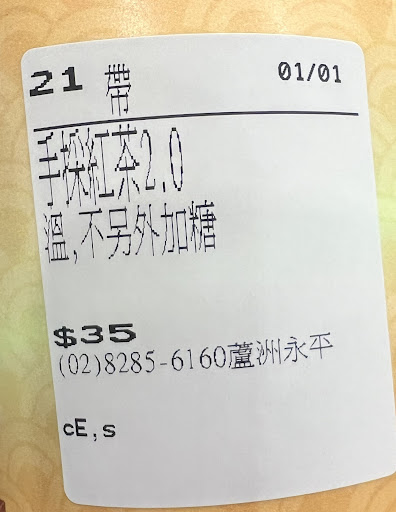 21 帶 01/01
手採紅茶2.0
溫,不另外加糖
$35
(02)8285-6160蘆洲永平
cE,s